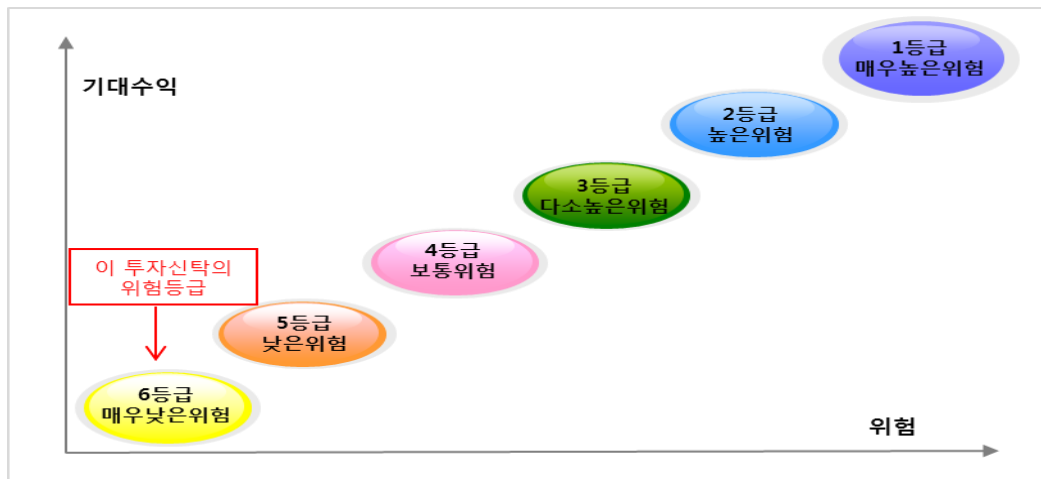 기대수익
1등급
매우높은위험
2등급
높은위험
3등급
다소높은위험
4등급
보통위험
이 투자신탁의
위험등급
5등급
낮은위험
6등급
매우낮은위험
위험